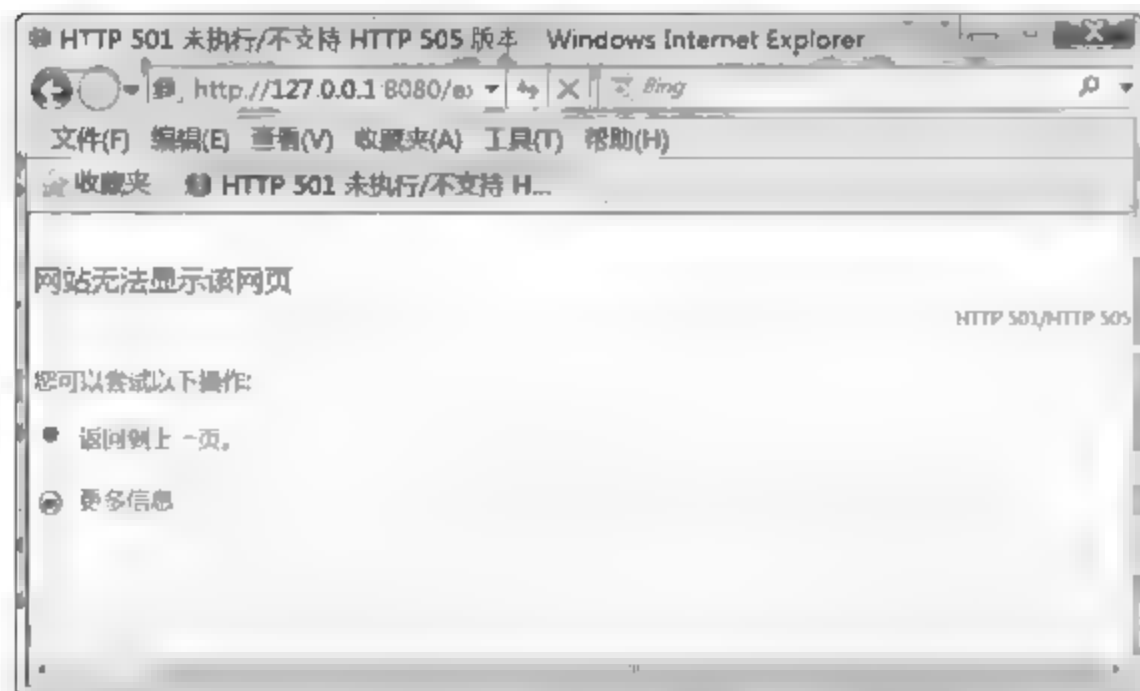 HTTP 501 未执行/不支持 HTTP 505 版本 Windows Internet Explorer
http://127.0.0.1:8080/e Bing
文件(F) 编辑(E) 查看(V) 收藏夹(A) 工具(T) 帮助(H)
收藏夹 HTTP 501 未执行/不支持 H...
网站无法显示该网页
HTTP 501/HTTP 505
您可以尝试以下操作:
返回到上一页。
更多信息